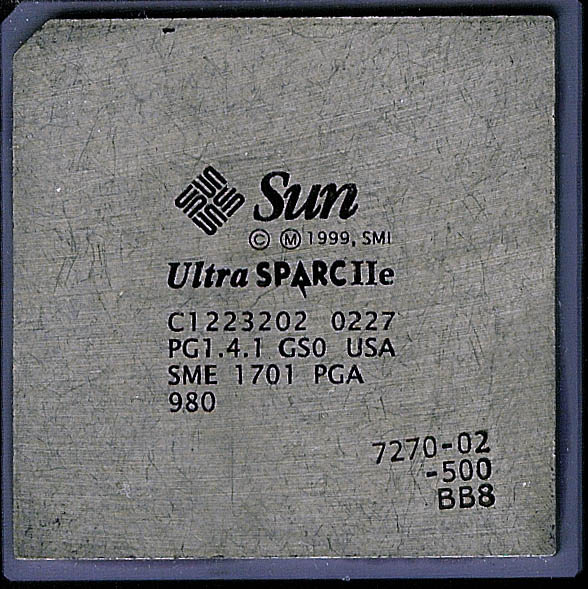 Sun
© Ⓜ 1999, SMI
UltraSPARC IIe
C1223202 0227
PG1.4.1 GS0 USA
SME 1701 PGA
980
7270-02
-500
BB8